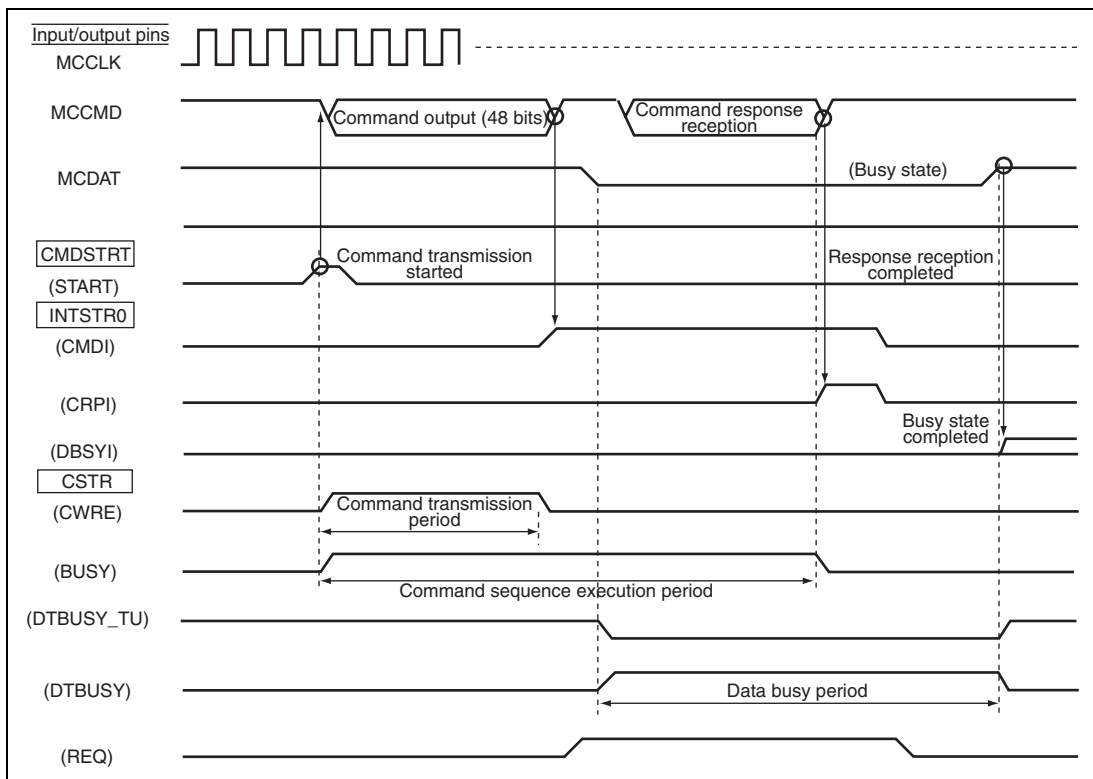 Input/output pins
MCCLK
MCCMD
Command output (48 bits)
Command response
reception
MCDAT
(Busy state)
CMDSTRT
(START)
Command transmission
started
Response reception
completed
INTSTR0
(CMDI)
(CRPI)
Busy state
completed
(DBSYI)
CSTR
(CWRE)
Command transmission
period
(BUSY)
Command sequence execution period
(DTBUSY_TU)
(DTBUSY)
Data busy period
(REQ)